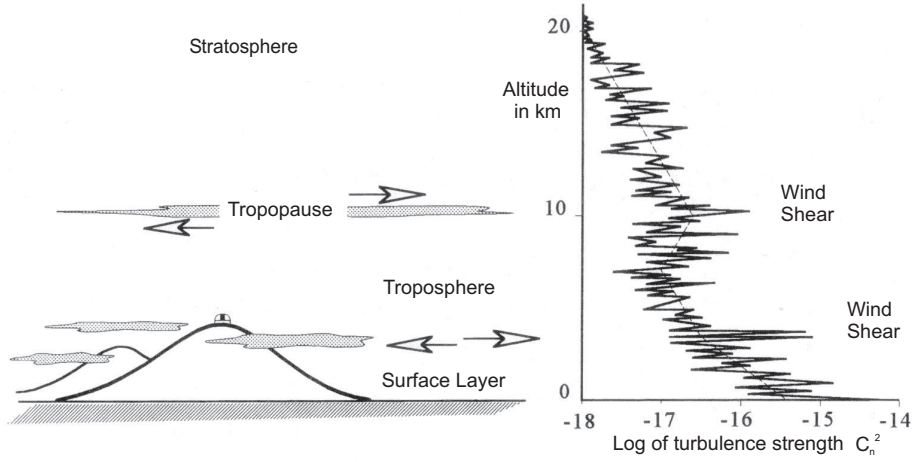 Stratosphere
Tropopause
Troposphere
Surface Layer
20
Altitude
in km
10
0
Wind
Shear
Wind
Shear
-18
-17
-16
-15
-14
Log of turbulence strength C_n^2